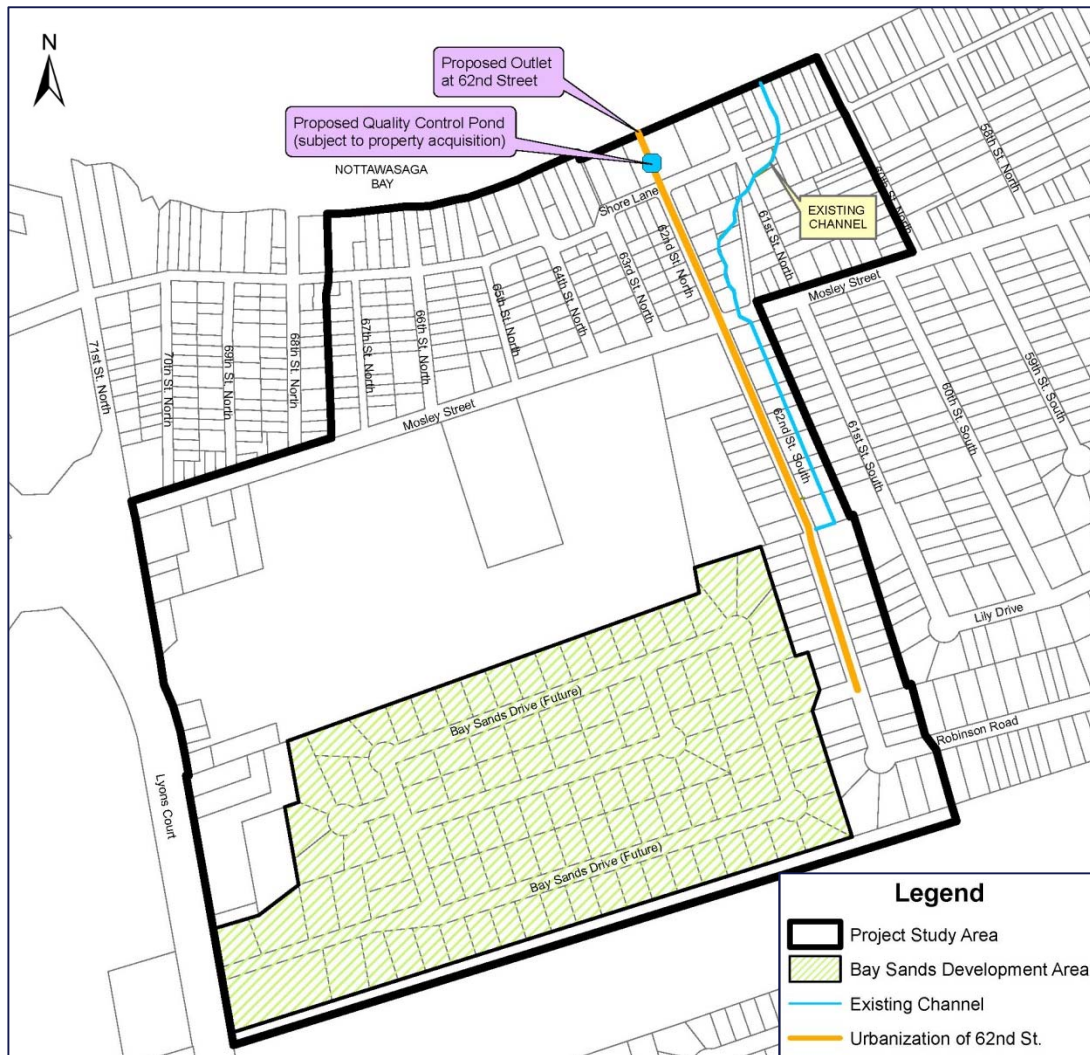 N
Proposed Outlet
at 62nd Street
Proposed Quality Control Pond
(subject to property acquisition)
NOTTAWASAGA
BAY
Shore Lane
EXISTING
CHANNEL
58th St. North
60th St. North
61st St. North
62nd St. North
63rd St. North
64th St. North
65th St. North
66th St. North
67th St. North
68th St. North
69th St. North
70th St. North
71st St. North
Mosley Street
Mosley Street
59th St. South
60th St. South
61st St. South
62nd St. South
Lily Drive
Robinson Road
Bay Sands Drive (Future)
Bay Sands Drive (Future)
Lyons Court
Legend
Project Study Area
Bay Sands Development Area
Existing Channel
Urbanization of 62nd St.